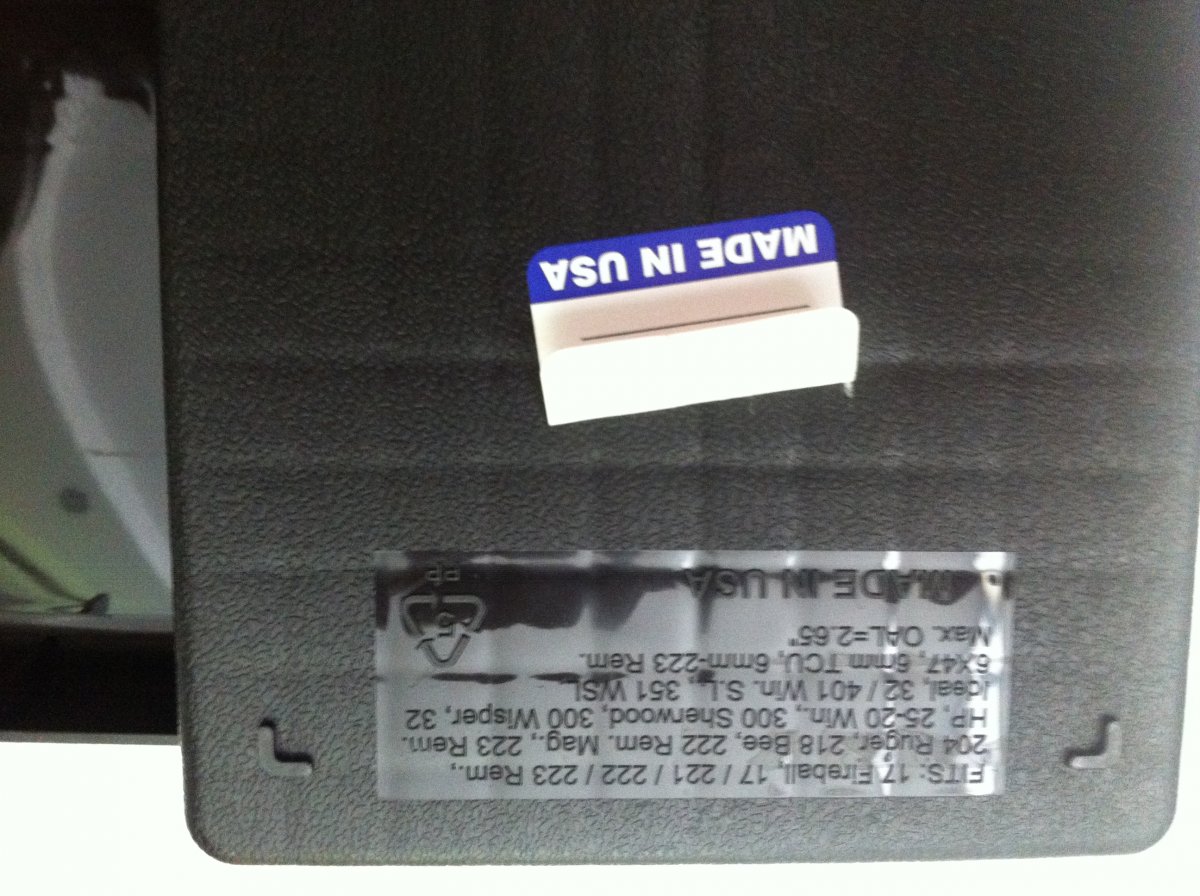 FITS: 17 Fireball, 17 / 221 / 222 / 223 Rem.,
204 Ruger, 218 Bee, 222 Rem. Mag., 223 Rem.
HP, 25-20 Win., 300 Sherwood, 300 Wisper, 32
Ideal, 32 / 401 Win. S.L., 351 WSL
6X47, 6mm TCU, 6mm-223 Rem.
Max. OAL=2.65"
5
MADE IN USA
PP
MADE IN USA